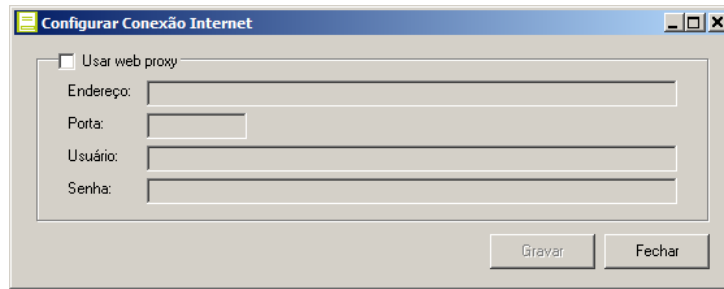 Configurar Conexão Internet
Usar web proxy
Endereço:
Porta:
Usuário:
Senha:
Gravar Fechar